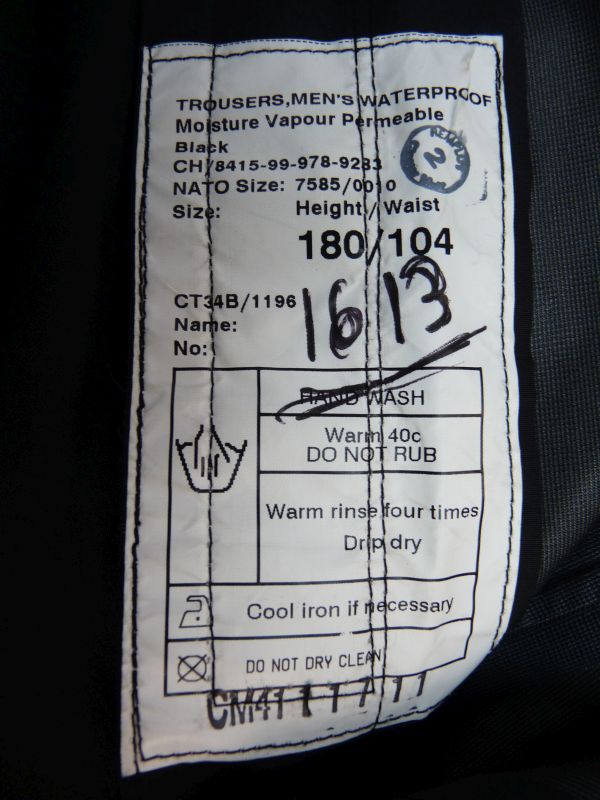 TROUSERS,MEN'S WATERPROOF
Moisture Vapour Permeable
Black
CH/8415-99-978-9283
NATO Size: 7585/0010
Size: Height/Waist
180/104
2
CT34B/1196
1613
Name:
No:
HAND WASH
Warm 40c
DO NOT RUB
Warm rinse four times
Drip dry
Cool iron if necessary
DO NOT DRY CLEAN